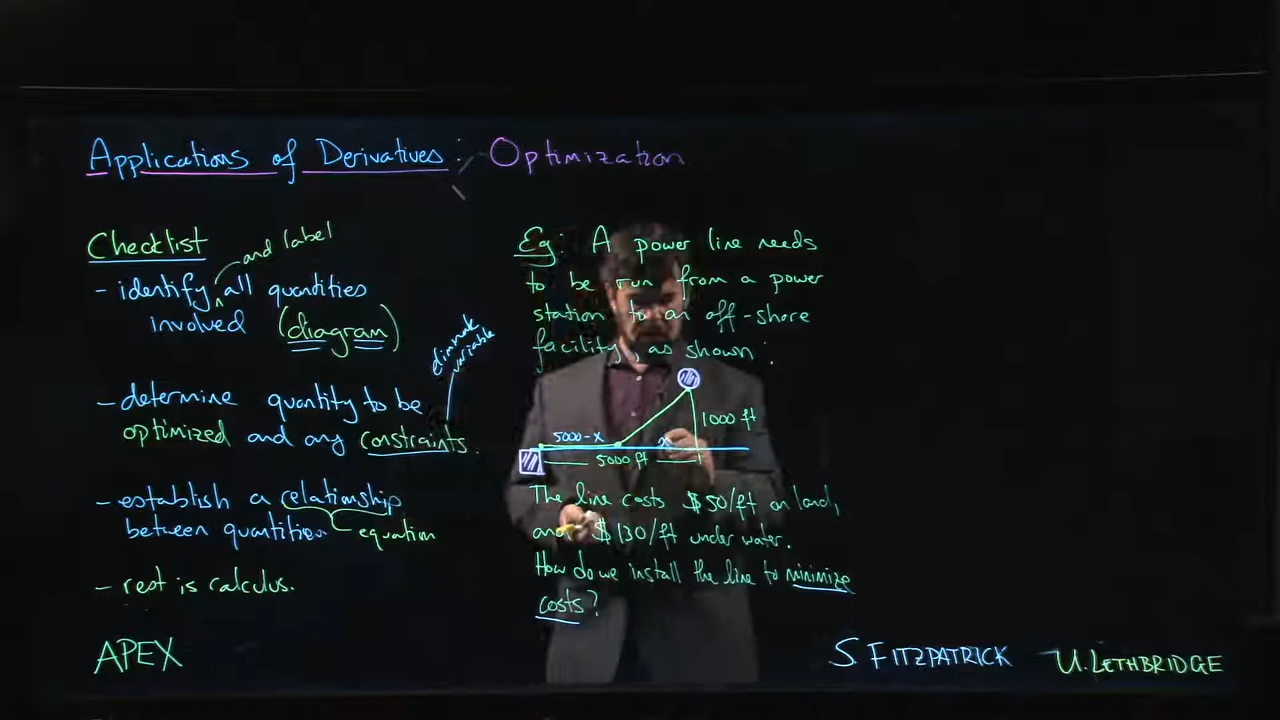 Applications of Derivatives: Optimization
Checklist
and label
- identify all quantities
involved (diagram)
eliminate
variable
- determine quantity to be
optimized and any constraints.
- establish a relationship
between quantities equation
- rest is calculus.
APEX
Eg: A power line needs
to be run from a power
station to an off-shore
facility, as shown:
1000 ft
5000-x x
5000 ft
The line costs $50/ft on land,
and $130/ft under water.
How do we install the line to minimize
costs?
S FITZPATRICK U. LETHBRIDGE